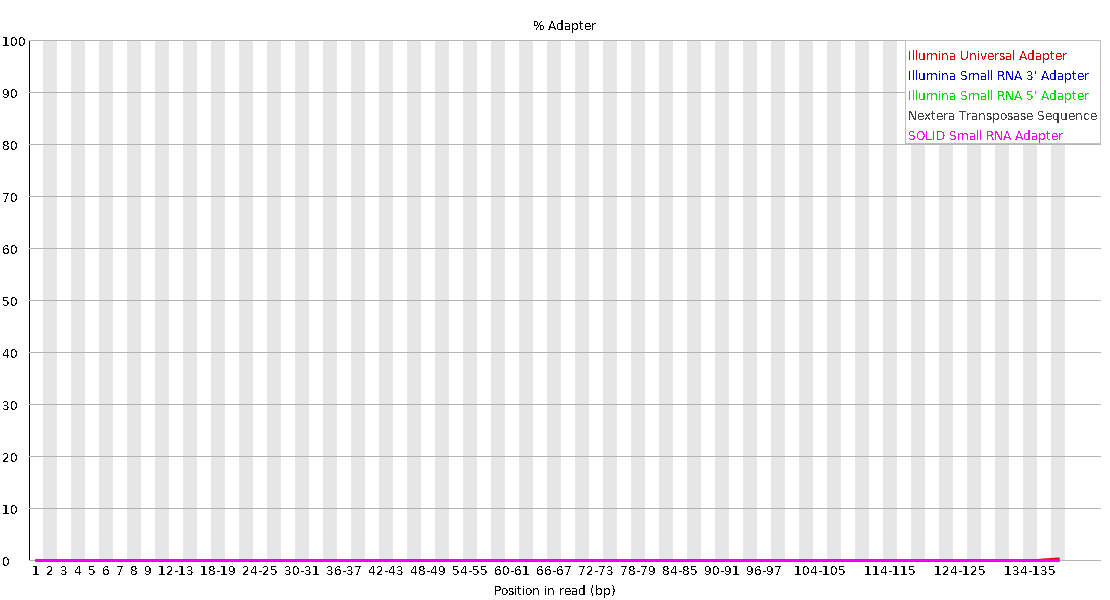 % Adapter
100
90
80
70
60
50
40
30
20
10
0
Illumina Universal Adapter
Illumina Small RNA 3' Adapter
Illumina Small RNA 5' Adapter
Nextera Transposase Sequence
SOLID Small RNA Adapter
1 2 3 4 5 6 7 8 9 12-13 18-19 24-25 30-31 36-37 42-43 48-49 54-55 60-61 66-67 72-73 78-79 84-85 90-91 96-97 104-105 114-115 124-125 134-135
Position in read (bp)